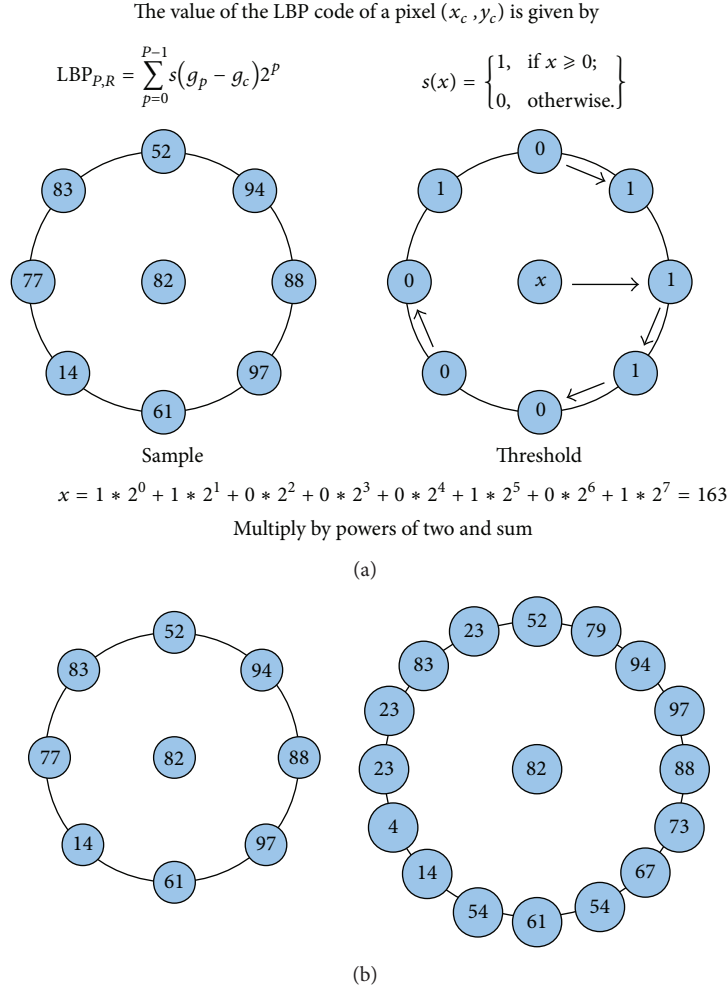 The value of the LBP code of a pixel (x_c ,y_c) is given by
LBP_{P,R} = \sum_{p=0}^{P-1} s(g_p − g_c)2^p
s(x) = {1, if x ⩾ 0;
0, otherwise.}
52
83 94
77 82 88
14 97
61
Sample
0
1 1
0 x 1
0 1
0
Threshold
x = 1 * 2^0 + 1 * 2^1 + 0 * 2^2 + 0 * 2^3 + 0 * 2^4 + 1 * 2^5 + 0 * 2^6 + 1 * 2^7 = 163
Multiply by powers of two and sum
(a)
52
83 94
77 82 88
14 97
61
23 52 79
83 94
23 97
23 82 88
4 73
14 67
54 61 54
(b)